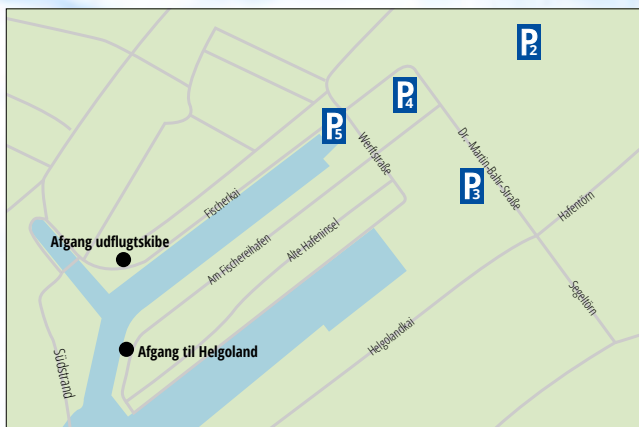 P2
P4
P5
Werftstraße
Dr.-Martin-Bahr-Straße
P3
Fischerkai
Hafentörn
Afgang udflugtskibe
Am Fischereihafen
Alte Hafeninsel
Segeltörn
Helgolandkai
Afgang til Helgoland
Südstrand